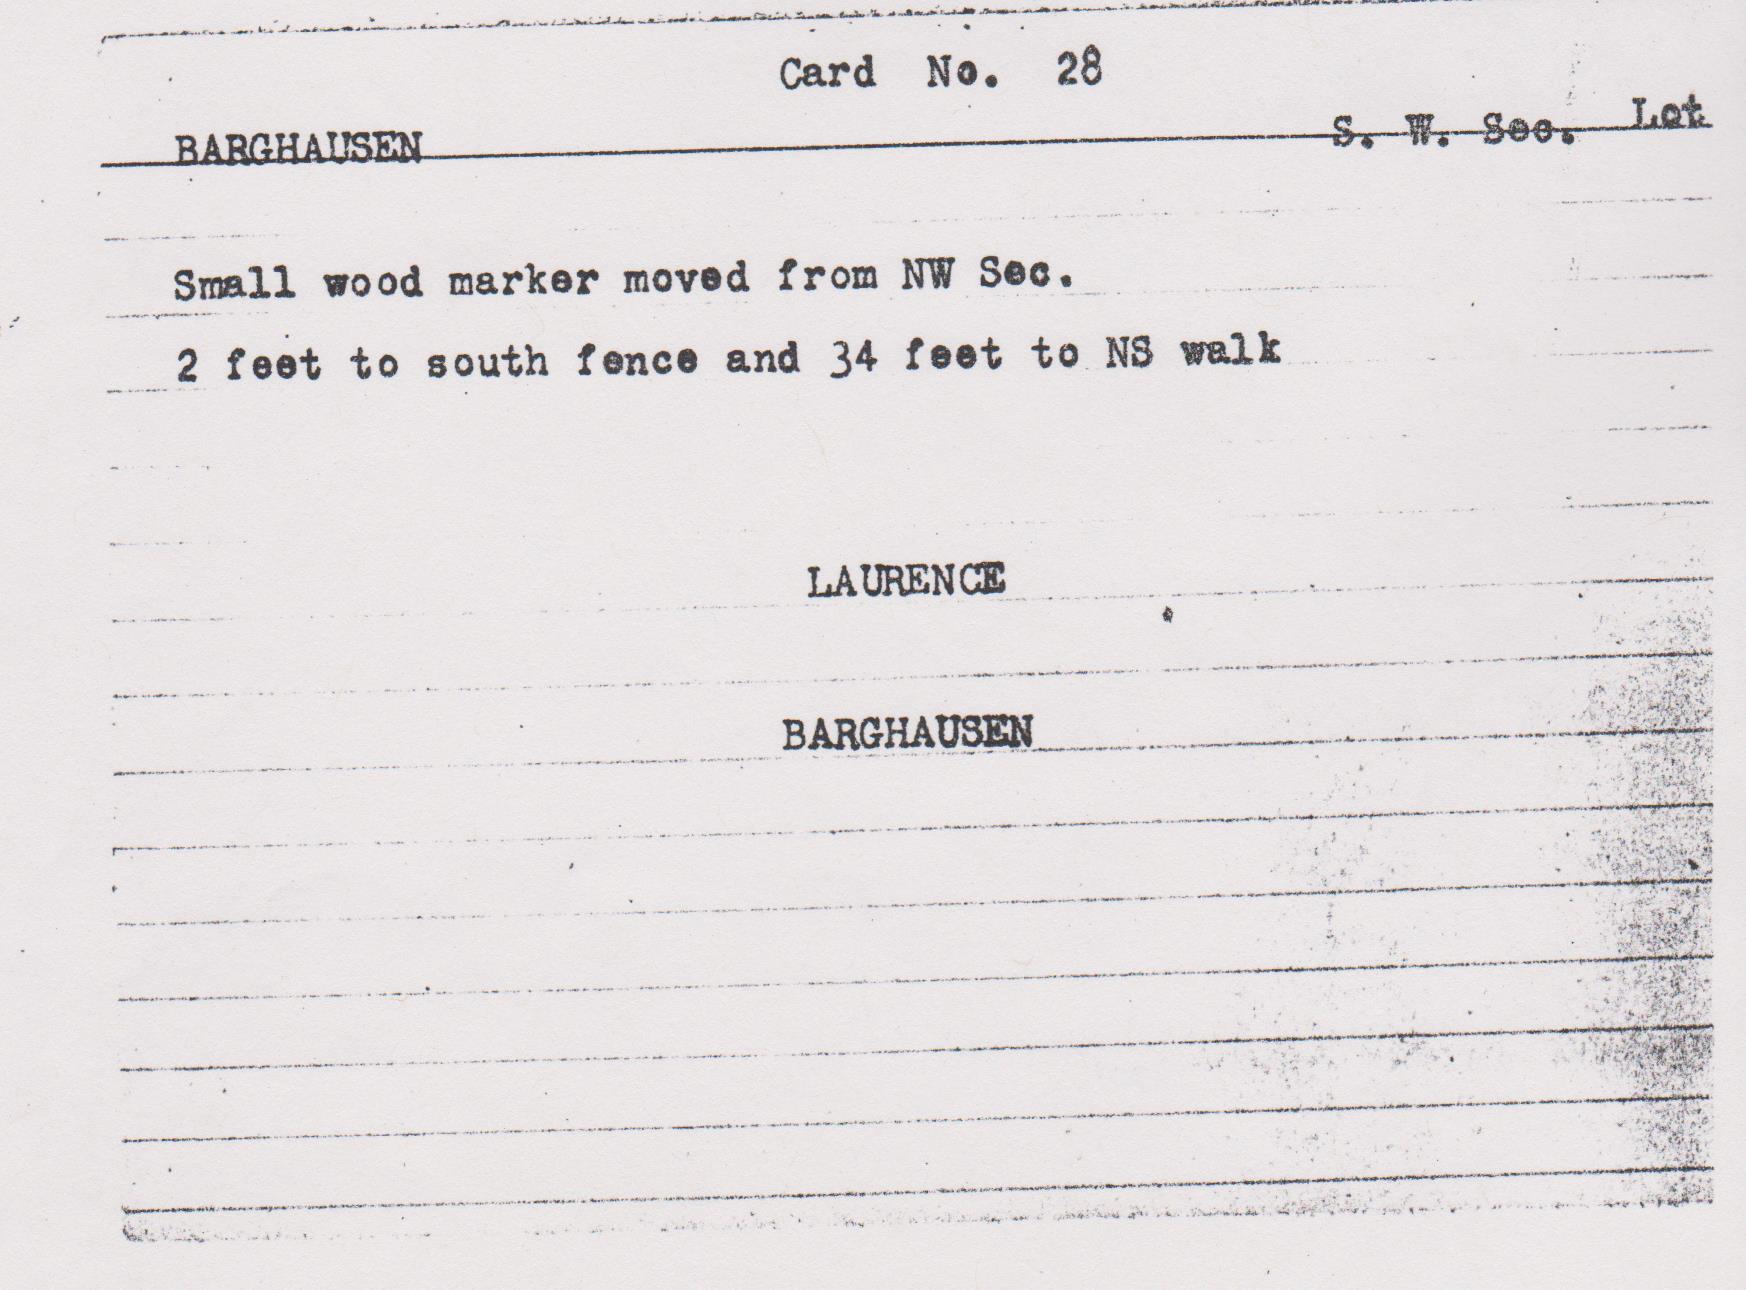 Card No. 28
BARGHAUSEN S. W. Sec. Lot
Small wood marker moved from NW Sec.
2 feet to south fence and 34 feet to NS walk
LAURENCE
BARGHAUSEN